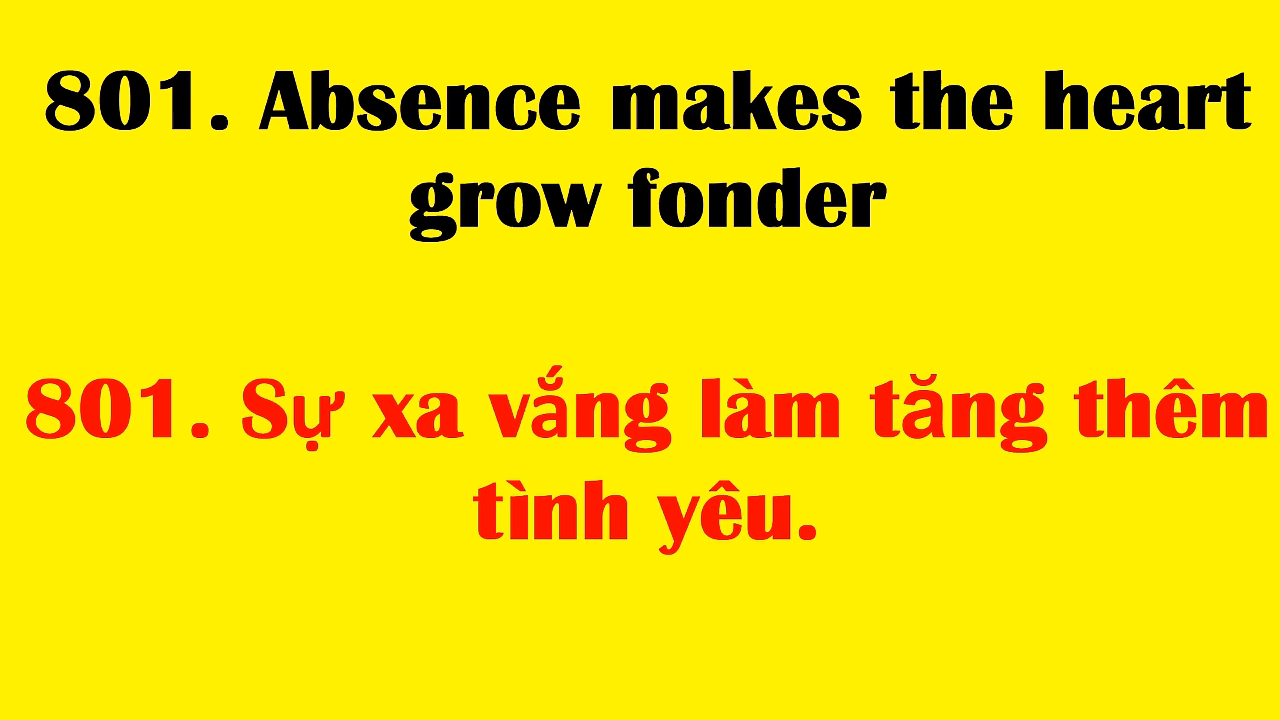 801. Absence makes the heart
grow fonder
801. Sự xa vắng làm tăng thêm
tình yêu.